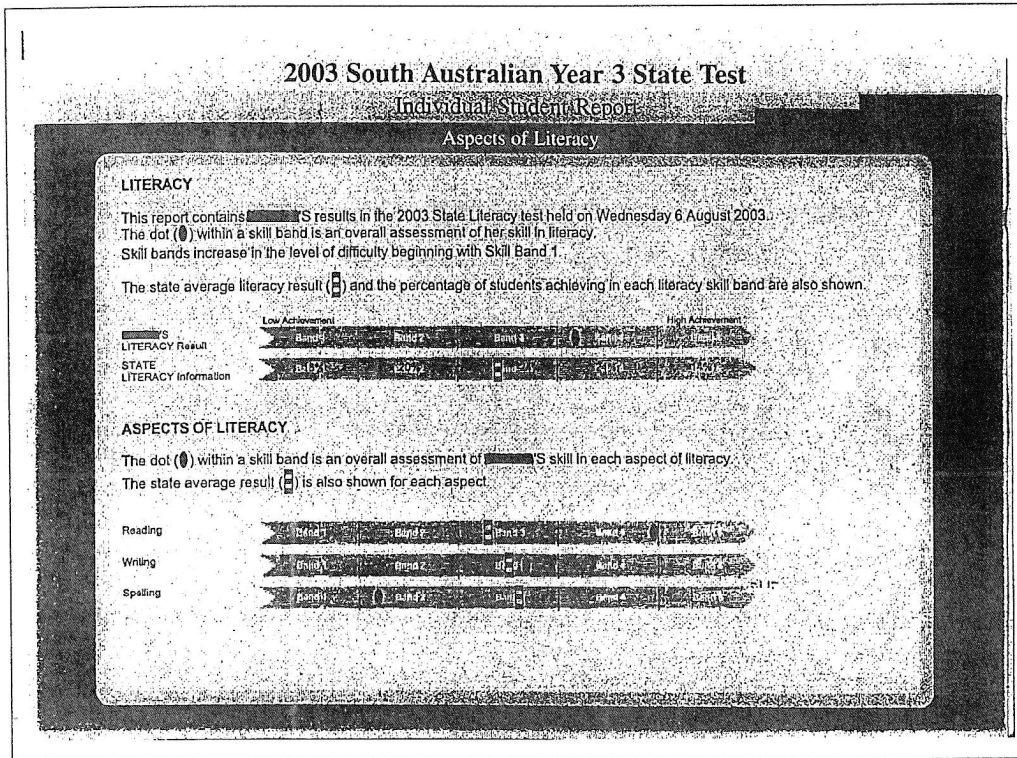 2003 South Australian Year 3 State Test
Individual Student Report
Aspects of Literacy
LITERACY
This report contains 'S results in the 2003 State Literacy test held on Wednesday 6 August 2003.
The dot ( ) within a skill band is an overall assessment of her skill in literacy.
Skill bands increase in the level of difficulty beginning with Skill Band 1.
The state average literacy result ( ) and the percentage of students achieving in each literacy skill band are also shown.
Low Achievement High Achievement
'S
LITERACY Result
Band 1 Band 2 Band 3 Band 4
STATE
LITERACY Information
20%
ASPECTS OF LITERACY
The dot ( ) within a skill band is an overall assessment of 'S skill in each aspect of literacy.
The state average result ( ) is also shown for each aspect.
Reading Band 1 Band 2 Band 3 Band 4
Writing Band 1 Band 2 Band 4
Spelling Band 1 Band 2 Band 4